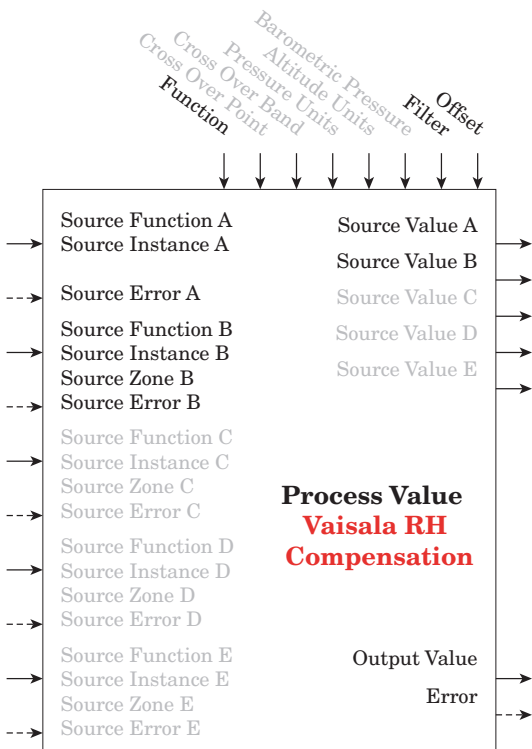 Function
Cross Over Point
Cross Over Band
Pressure Units
Altitude Units
Barometric Pressure
Filter
Offset
Source Function A
Source Instance A
Source Error A
Source Function B
Source Instance B
Source Zone B
Source Error B
Source Function C
Source Instance C
Source Zone C
Source Error C
Source Function D
Source Instance D
Source Zone D
Source Error D
Source Function E
Source Instance E
Source Zone E
Source Error E
Source Value A
Source Value B
Source Value C
Source Value D
Source Value E
Process Value
Vaisala RH
Compensation
Output Value
Error